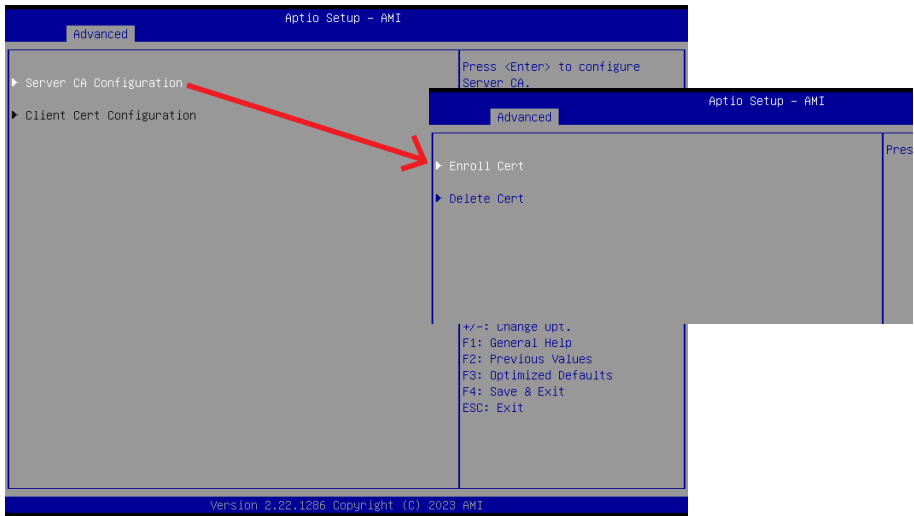 Aptio Setup - AMI
Advanced
▶ Server CA Configuration
▶ Client Cert Configuration
Press <Enter> to configure
Server CA.
Aptio Setup - AMI
Advanced
▶ Enroll Cert
▶ Delete Cert
Pres
+/-: Change Opt.
F1: General Help
F2: Previous Values
F3: Optimized Defaults
F4: Save & Exit
ESC: Exit
Version 2.22.1286 Copyright (C) 2023 AMI